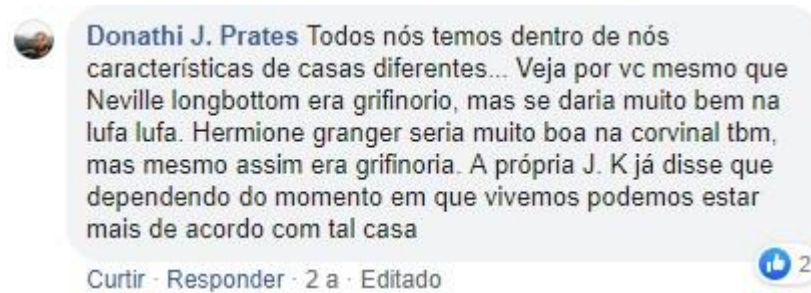 Donathi J. Prates Todos nós temos dentro de nós
características de casas diferentes... Veja por vc mesmo que
Neville longbottom era grifinorio, mas se daria muito bem na
lufa lufa. Hermione granger seria muito boa na corvinal tbm,
mas mesmo assim era grifinoria. A própria J. K já disse que
dependendo do momento em que vivemos podemos estar
mais de acordo com tal casa
2
Curtir · Responder · 2 a · Editado